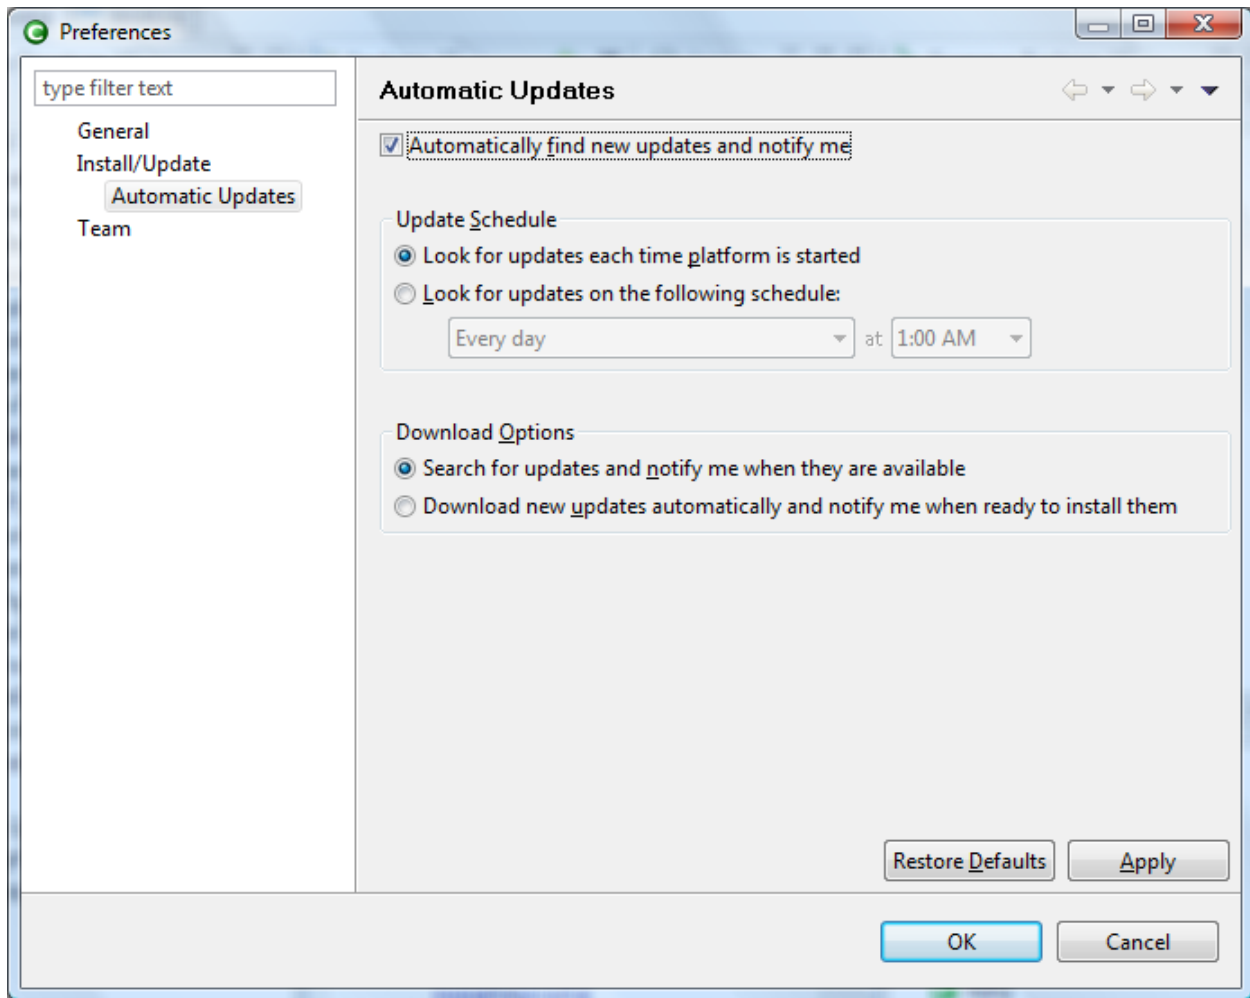 Preferences
type filter text
Automatic Updates
General
Install/Update
Automatic Updates
Team
Automatically find new updates and notify me
Update Schedule
Look for updates each time platform is started
Look for updates on the following schedule:
Every day at 1:00 AM
Download Options
Search for updates and notify me when they are available
Download new updates automatically and notify me when ready to install them
Restore Defaults Apply
OK Cancel